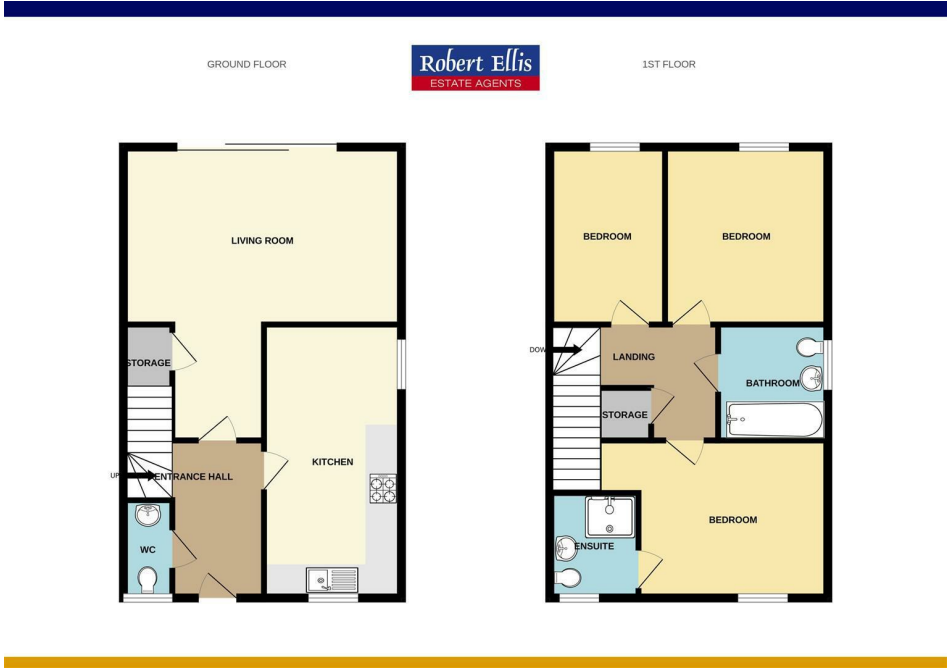 GROUND FLOOR
Robert Ellis
ESTATE AGENTS
1ST FLOOR
LIVING ROOM
STORAGE
KITCHEN
UP
ENTRANCE HALL
WC
BEDROOM
BEDROOM
DOW
LANDING
BATHROOM
STORAGE
BEDROOM
ENSUITE